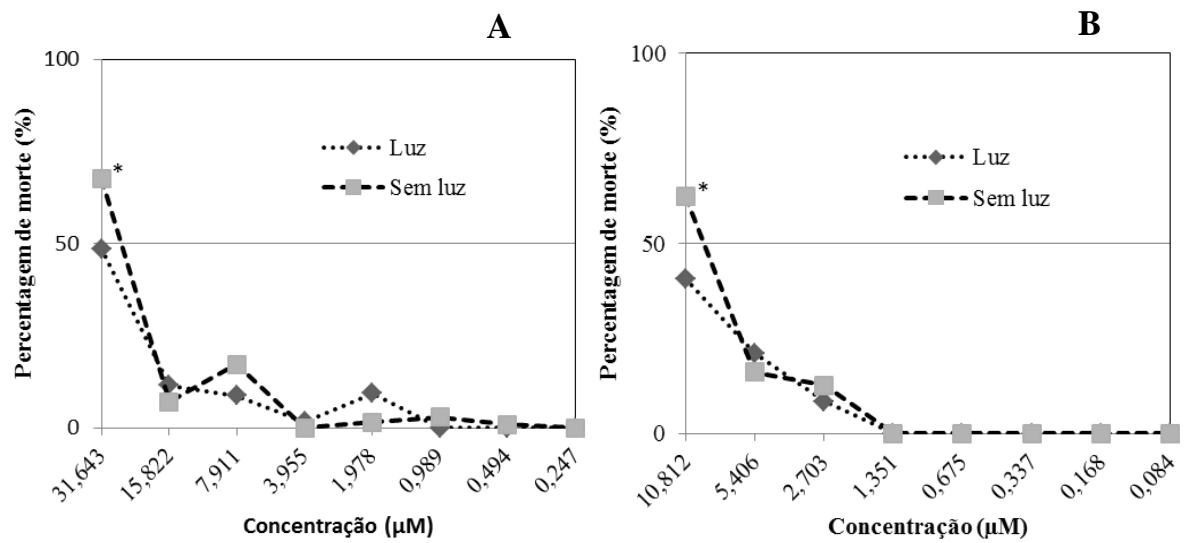 A
Percentagem de morte (%)
100
50
0
Luz
Sem luz
*
31,643
15,822
7,911
3,955
1,978
0,989
0,494
0,247
Concentração (µM)
B
Percentagem de morte (%)
100
50
0
Luz
Sem luz
*
10,812
5,406
2,703
1,351
0,675
0,337
0,168
0,084
Concentração (µM)